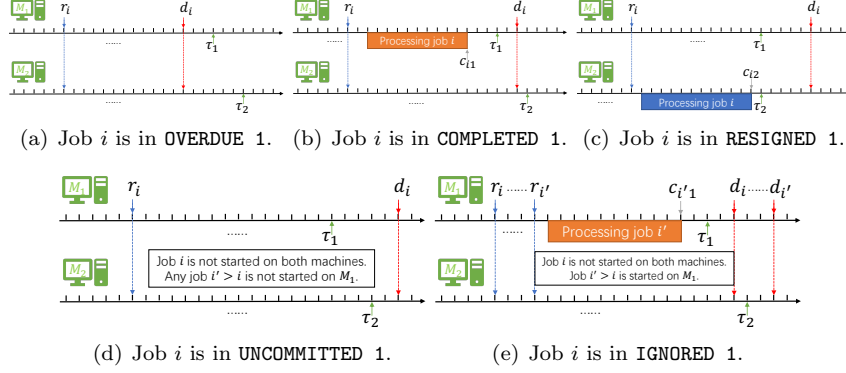 M₁ rᵢ dᵢ
...... τ₁
M₂
...... τ₂
(a) Job i is in OVERDUE 1.
M₁ rᵢ dᵢ
...... Processing job i
cᵢ₁ τ₁
M₂
...... τ₂
(b) Job i is in COMPLETED 1.
M₁ rᵢ dᵢ
...... τ₁
M₂ cᵢ₂
...... Processing job i τ₂
(c) Job i is in RESIGNED 1.
M₁ rᵢ dᵢ
...... τ₁
Job i is not started on both machines.
Any job i′ > i is not started on M₁.
M₂
...... τ₂
(d) Job i is in UNCOMMITTED 1.
M₁ rᵢ ...... rᵢ′ cᵢ′₁ dᵢ ...... dᵢ′
...... Processing job i′ τ₁
Job i is not started on both machines.
Job i′ > i is started on M₁.
M₂
...... τ₂
(e) Job i is in IGNORED 1.